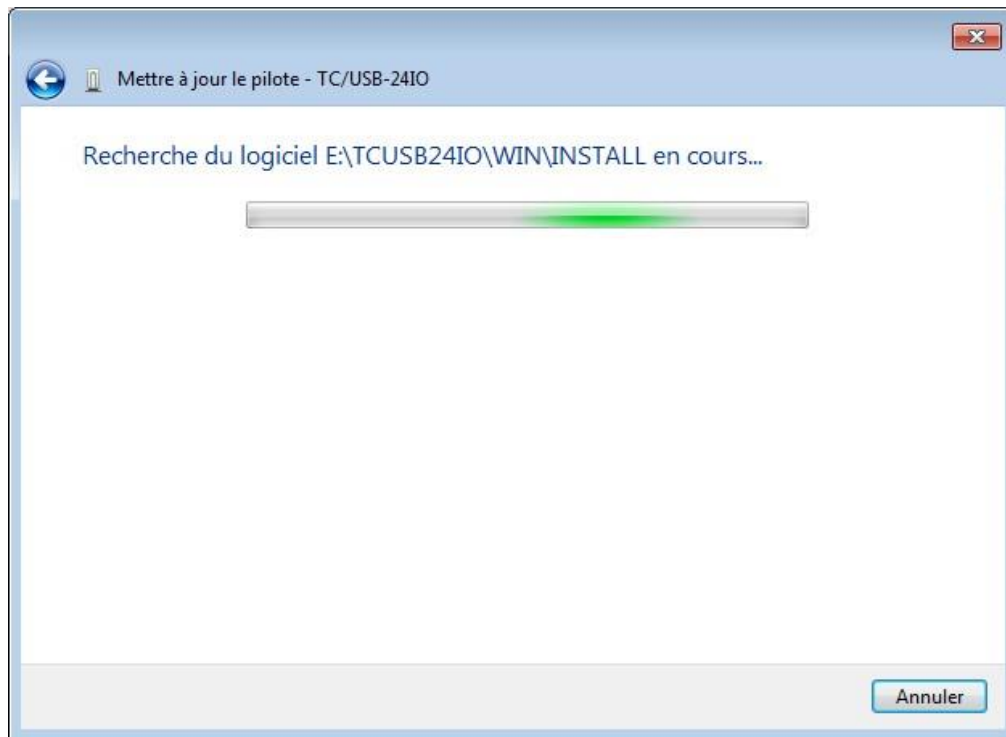 Mettre à jour le pilote - TC/USB-24IO
Recherche du logiciel E:\TCUSB24IO\WIN\INSTALL en cours...
Annuler